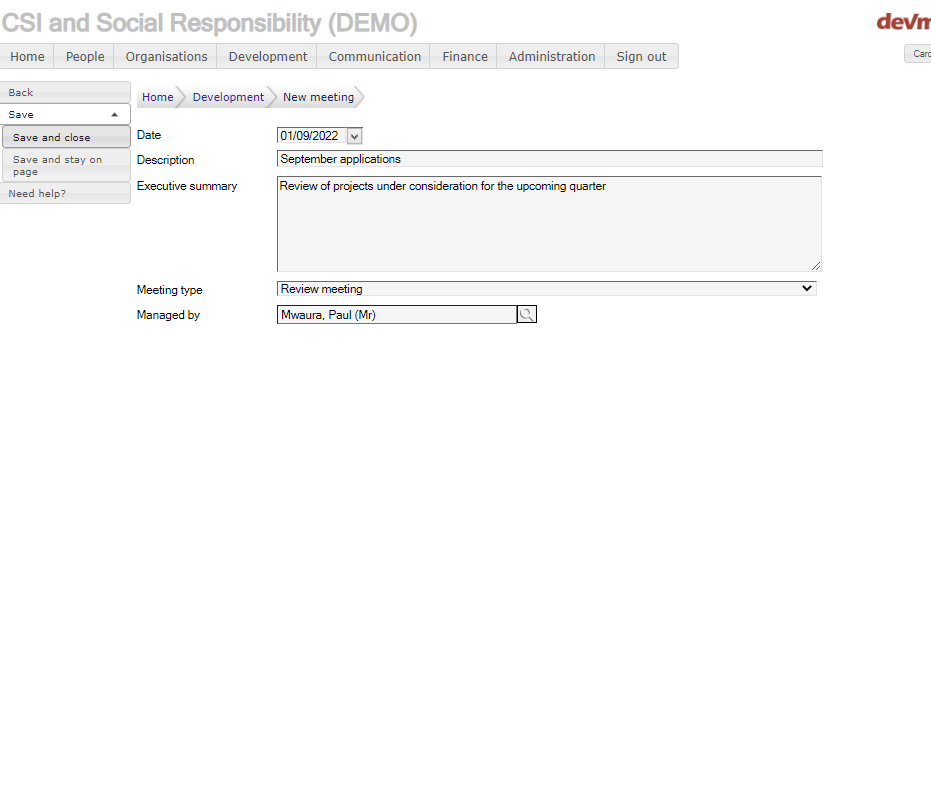 CSI and Social Responsibility (DEMO)
Home People Organisations Development Communication Finance Administration Sign out
Back
Save
Save and close
Save and stay on
page
Need help?
Home Development New meeting
Date 01/09/2022
Description September applications
Executive summary Review of projects under consideration for the upcoming quarter
Meeting type Review meeting
Managed by Mwaura, Paul (Mr)